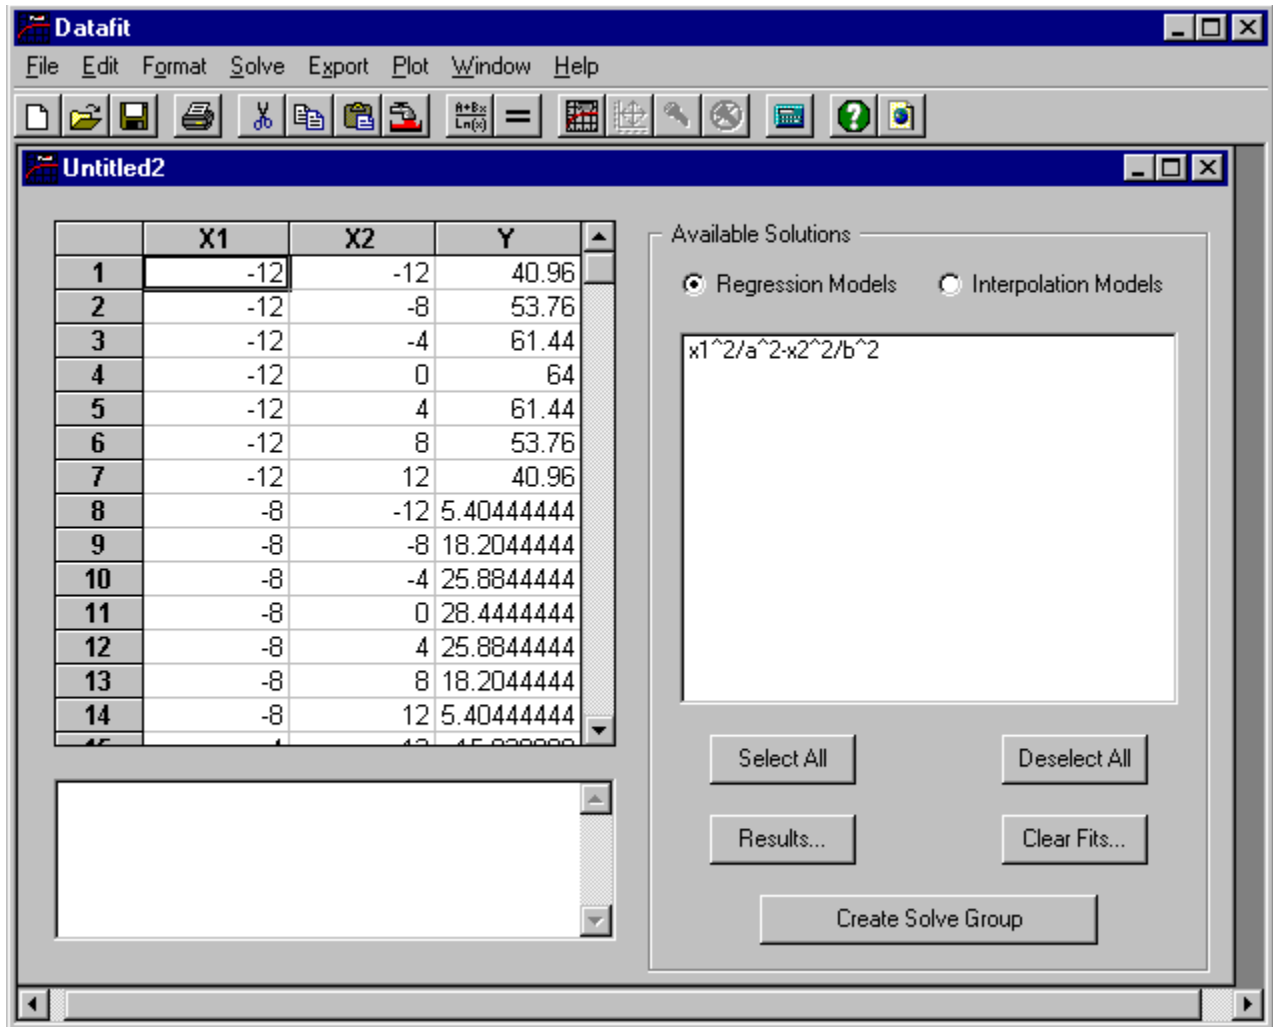 Datafit
File Edit Format Solve Export Plot Window Help
A+Bx
Ln(x)
Untitled2
X1 X2 Y
1 -12 -12 40.96
2 -12 -8 53.76
3 -12 -4 61.44
4 -12 0 64
5 -12 4 61.44
6 -12 8 53.76
7 -12 12 40.96
8 -8 -12 5.40444444
9 -8 -8 18.2044444
10 -8 -4 25.8844444
11 -8 0 28.4444444
12 -8 4 25.8844444
13 -8 8 18.2044444
14 -8 12 5.40444444
Available Solutions
Regression Models Interpolation Models
x1^2/a^2-x2^2/b^2
Select All Deselect All
Results... Clear Fits...
Create Solve Group